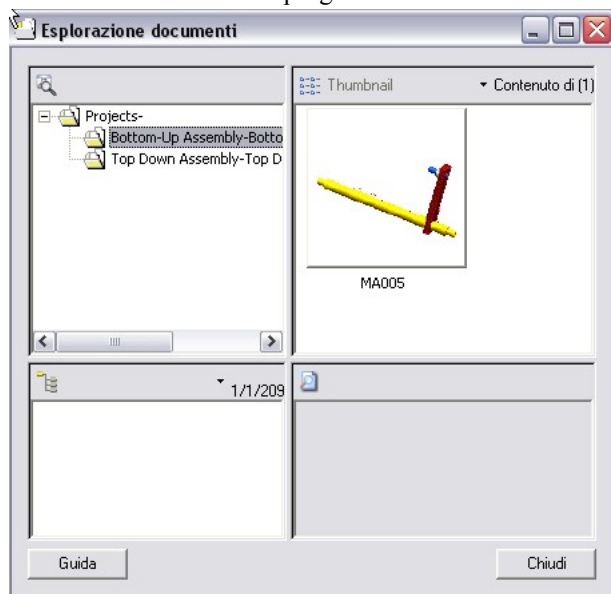 Esplorazione documenti
Thumbnail
Contenuto di (1)
Projects-
Bottom-Up Assembly-Botto
Top Down Assembly-Top D
MA005
1/1/209
Guida
Chiudi